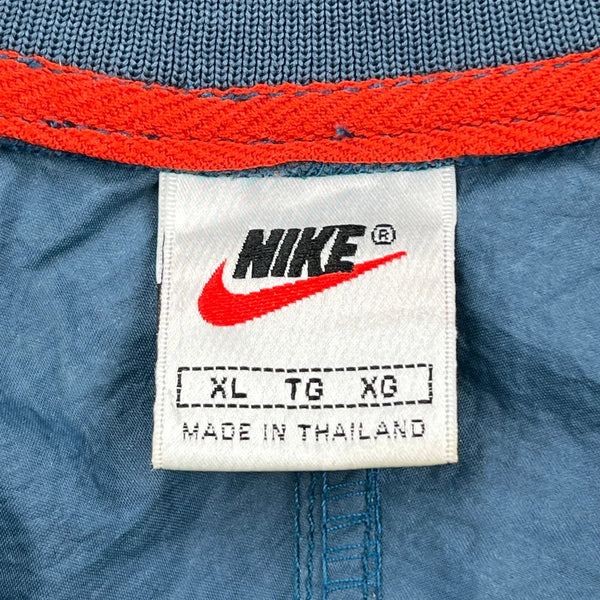 NIKE ®
XL TG XG
MADE IN THAILAND